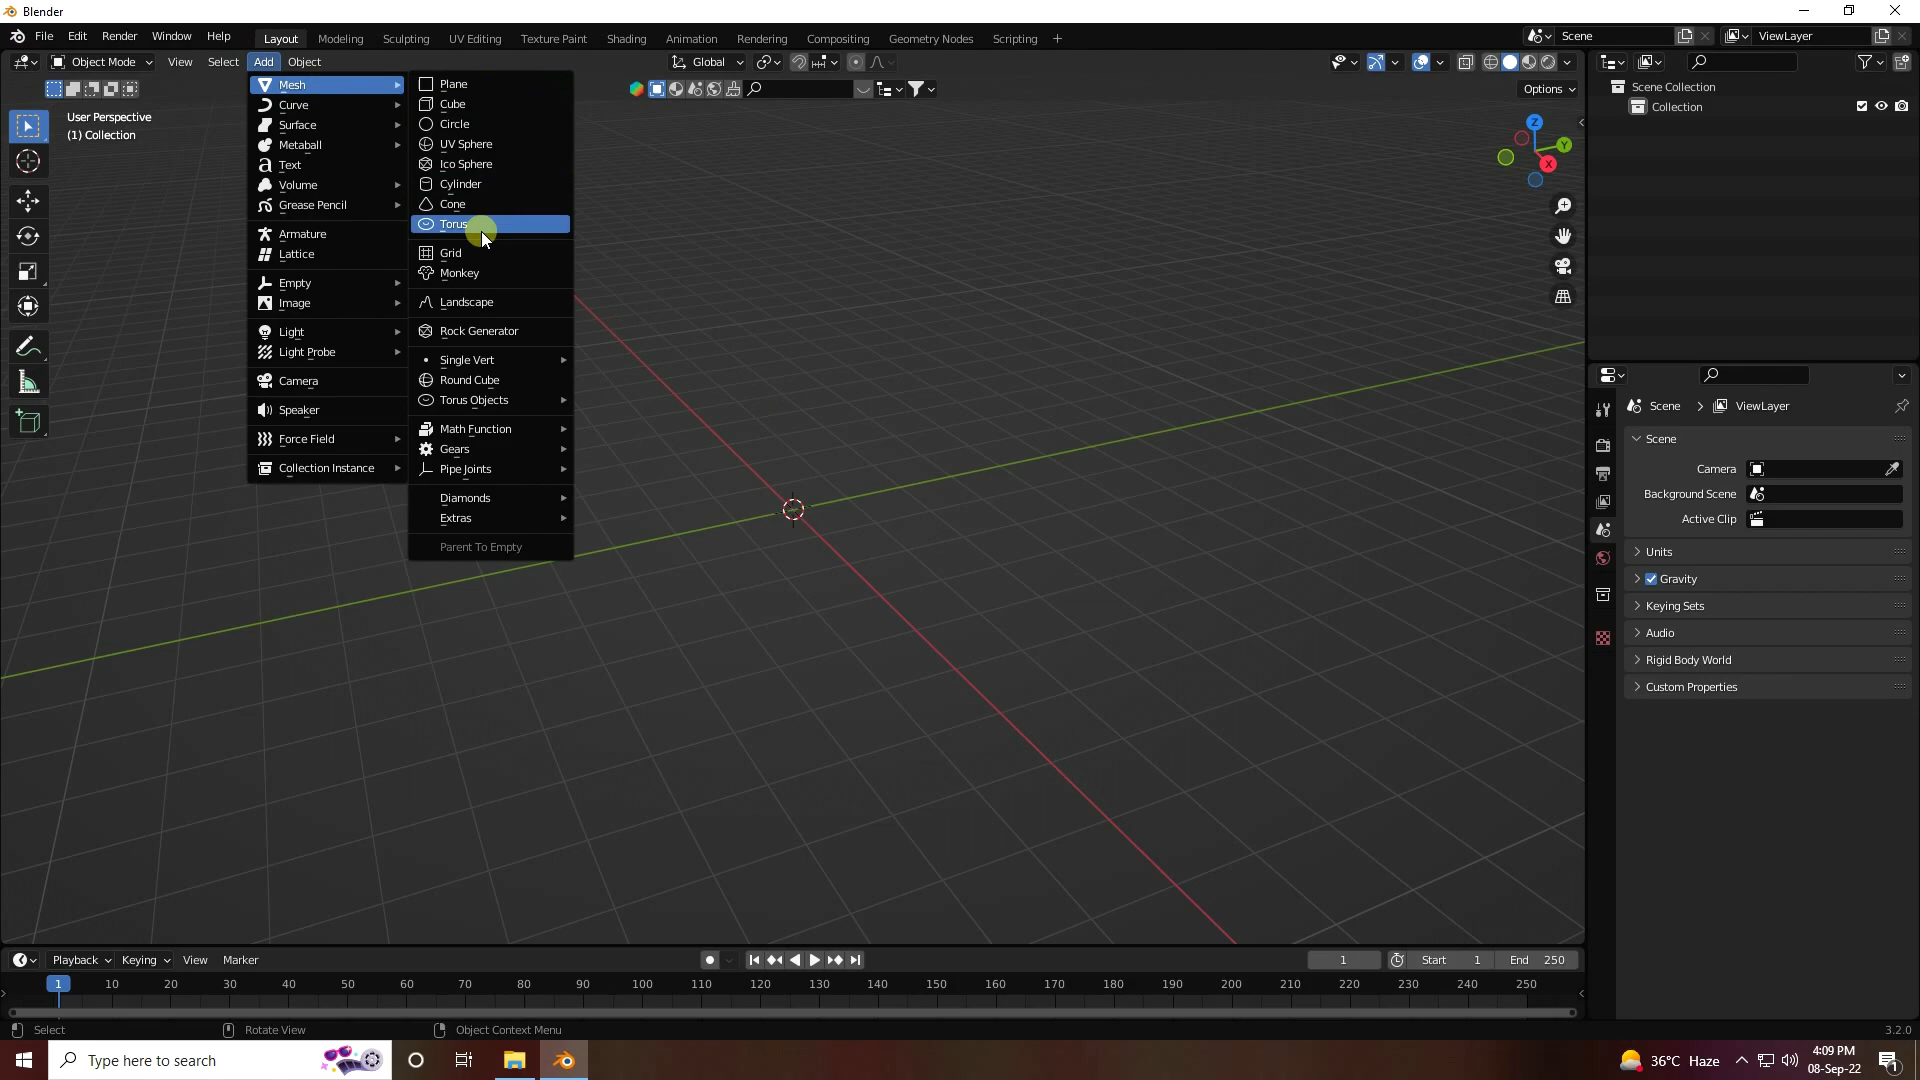 Blender
File Edit Render Window Help Layout Modeling Sculpting UV Editing Texture Paint Shading Animation Rendering Compositing Geometry Nodes Scripting + Scene ViewLayer
Object Mode View Select Add Object Global
Options
User Perspective
(1) Collection
Mesh
Curve
Surface
Metaball
Text
Volume
Grease Pencil
Armature
Lattice
Empty
Image
Light
Light Probe
Camera
Speaker
Force Field
Collection Instance
Plane
Cube
Circle
UV Sphere
Ico Sphere
Cylinder
Cone
Torus
Grid
Monkey
Landscape
Rock Generator
Single Vert
Round Cube
Torus Objects
Math Function
Gears
Pipe Joints
Diamonds
Extras
Parent To Empty
Z
Y
X
Scene Collection
Collection
Scene > ViewLayer
Scene
Camera
Background Scene
Active Clip
Units
Gravity
Keying Sets
Audio
Rigid Body World
Custom Properties
Playback Keying View Marker 1 Start 1 End 250
1 10 20 30 40 50 60 70 80 90 100 110 120 130 140 150 160 170 180 190 200 210 220 230 240 250
Select Rotate View Object Context Menu 3.2.0
Type here to search 36°C Haze 4:09 PM
08-Sep-22 1